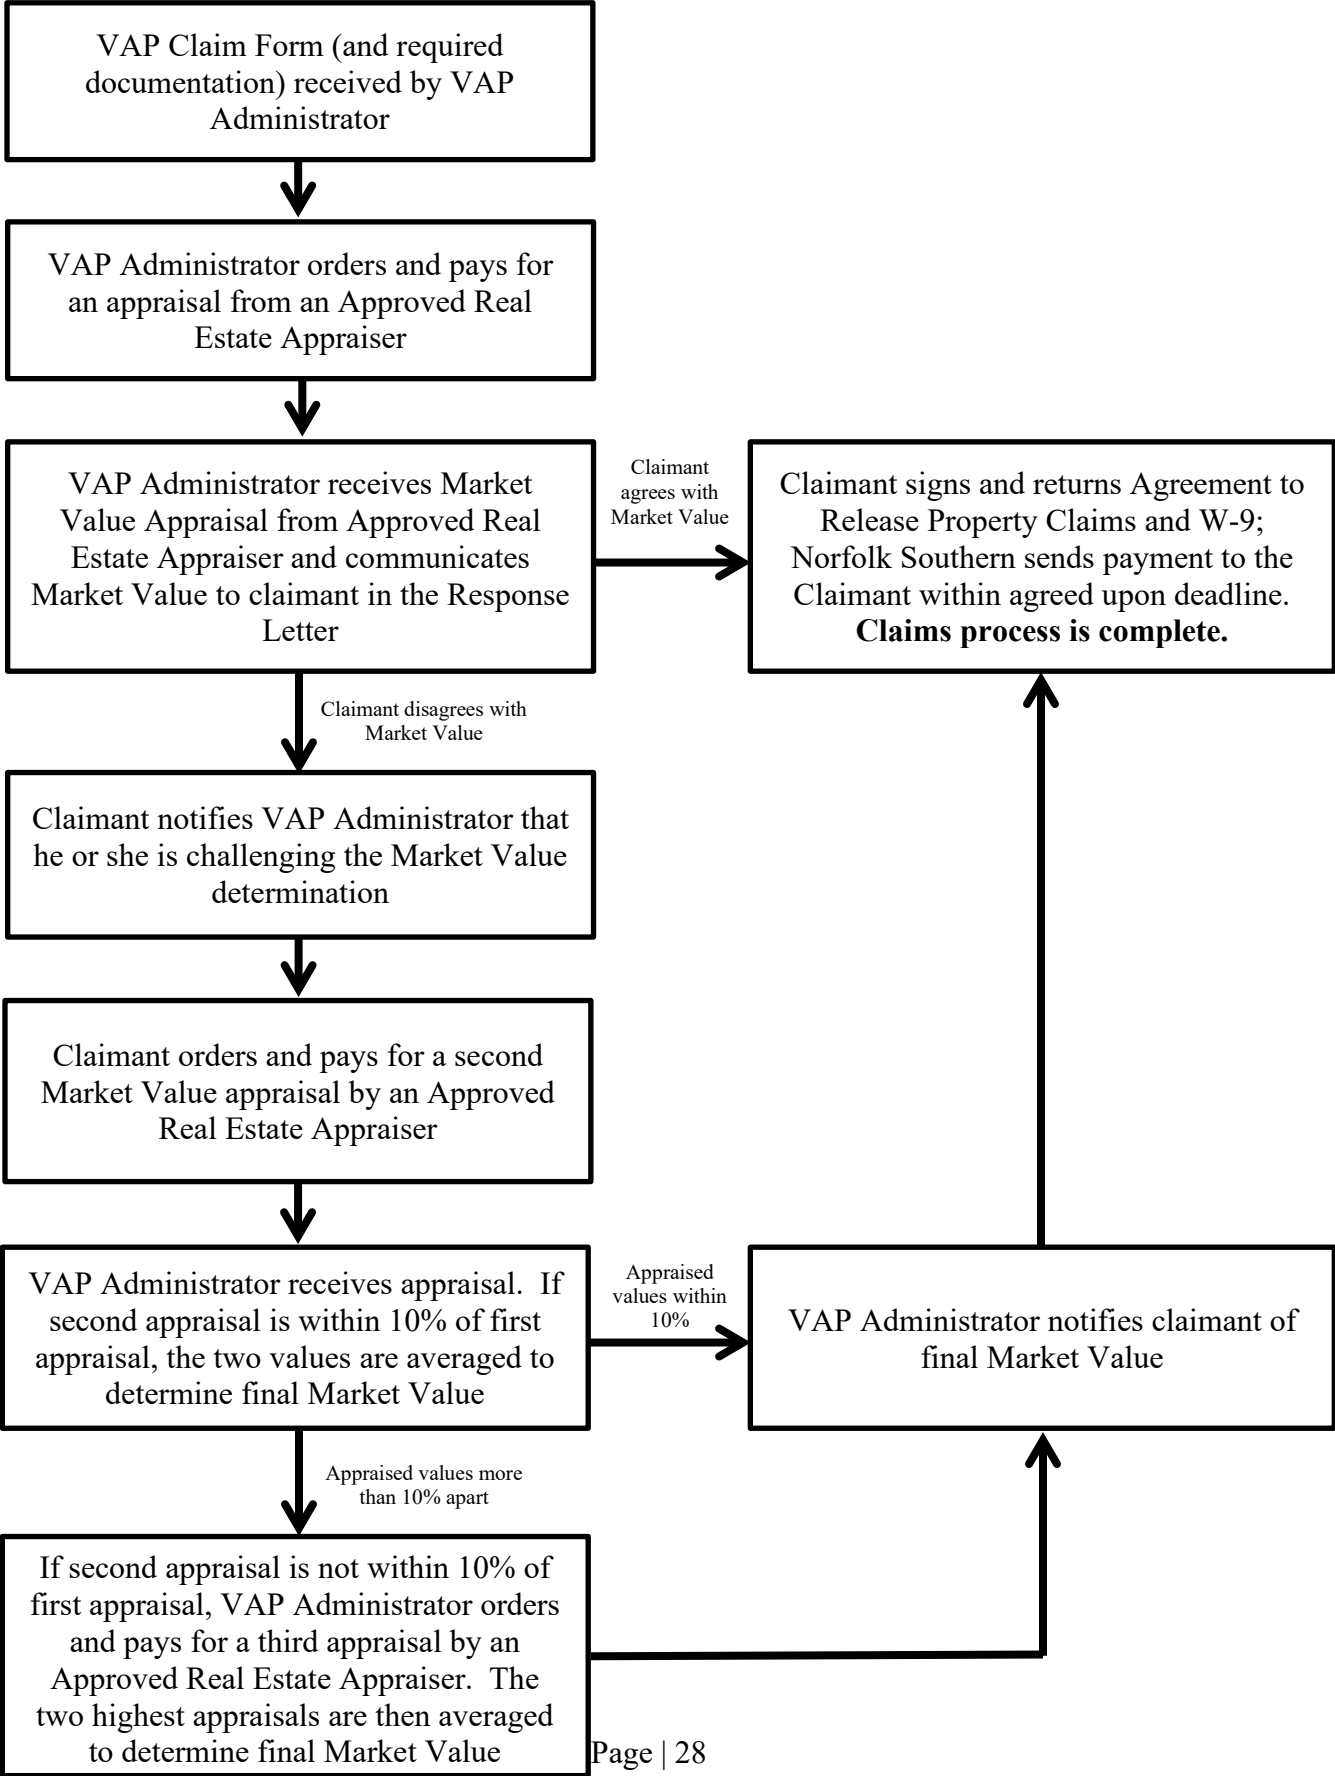 VAP Claim Form (and required
documentation) received by VAP
Administrator
VAP Administrator orders and pays for
an appraisal from an Approved Real
Estate Appraiser
VAP Administrator receives Market
Value Appraisal from Approved Real
Estate Appraiser and communicates
Market Value to claimant in the Response
Letter
Claimant
agrees with
Market Value
Claimant signs and returns Agreement to
Release Property Claims and W-9;
Norfolk Southern sends payment to the
Claimant within agreed upon deadline.
Claims process is complete.
Claimant disagrees with
Market Value
Claimant notifies VAP Administrator that
he or she is challenging the Market Value
determination
Claimant orders and pays for a second
Market Value appraisal by an Approved
Real Estate Appraiser
VAP Administrator receives appraisal.  If
second appraisal is within 10% of first
appraisal, the two values are averaged to
determine final Market Value
Appraised
values within
10%
VAP Administrator notifies claimant of
final Market Value
Appraised values more
than 10% apart
If second appraisal is not within 10% of
first appraisal, VAP Administrator orders
and pays for a third appraisal by an
Approved Real Estate Appraiser.  The
two highest appraisals are then averaged
to determine final Market Value
Page | 28